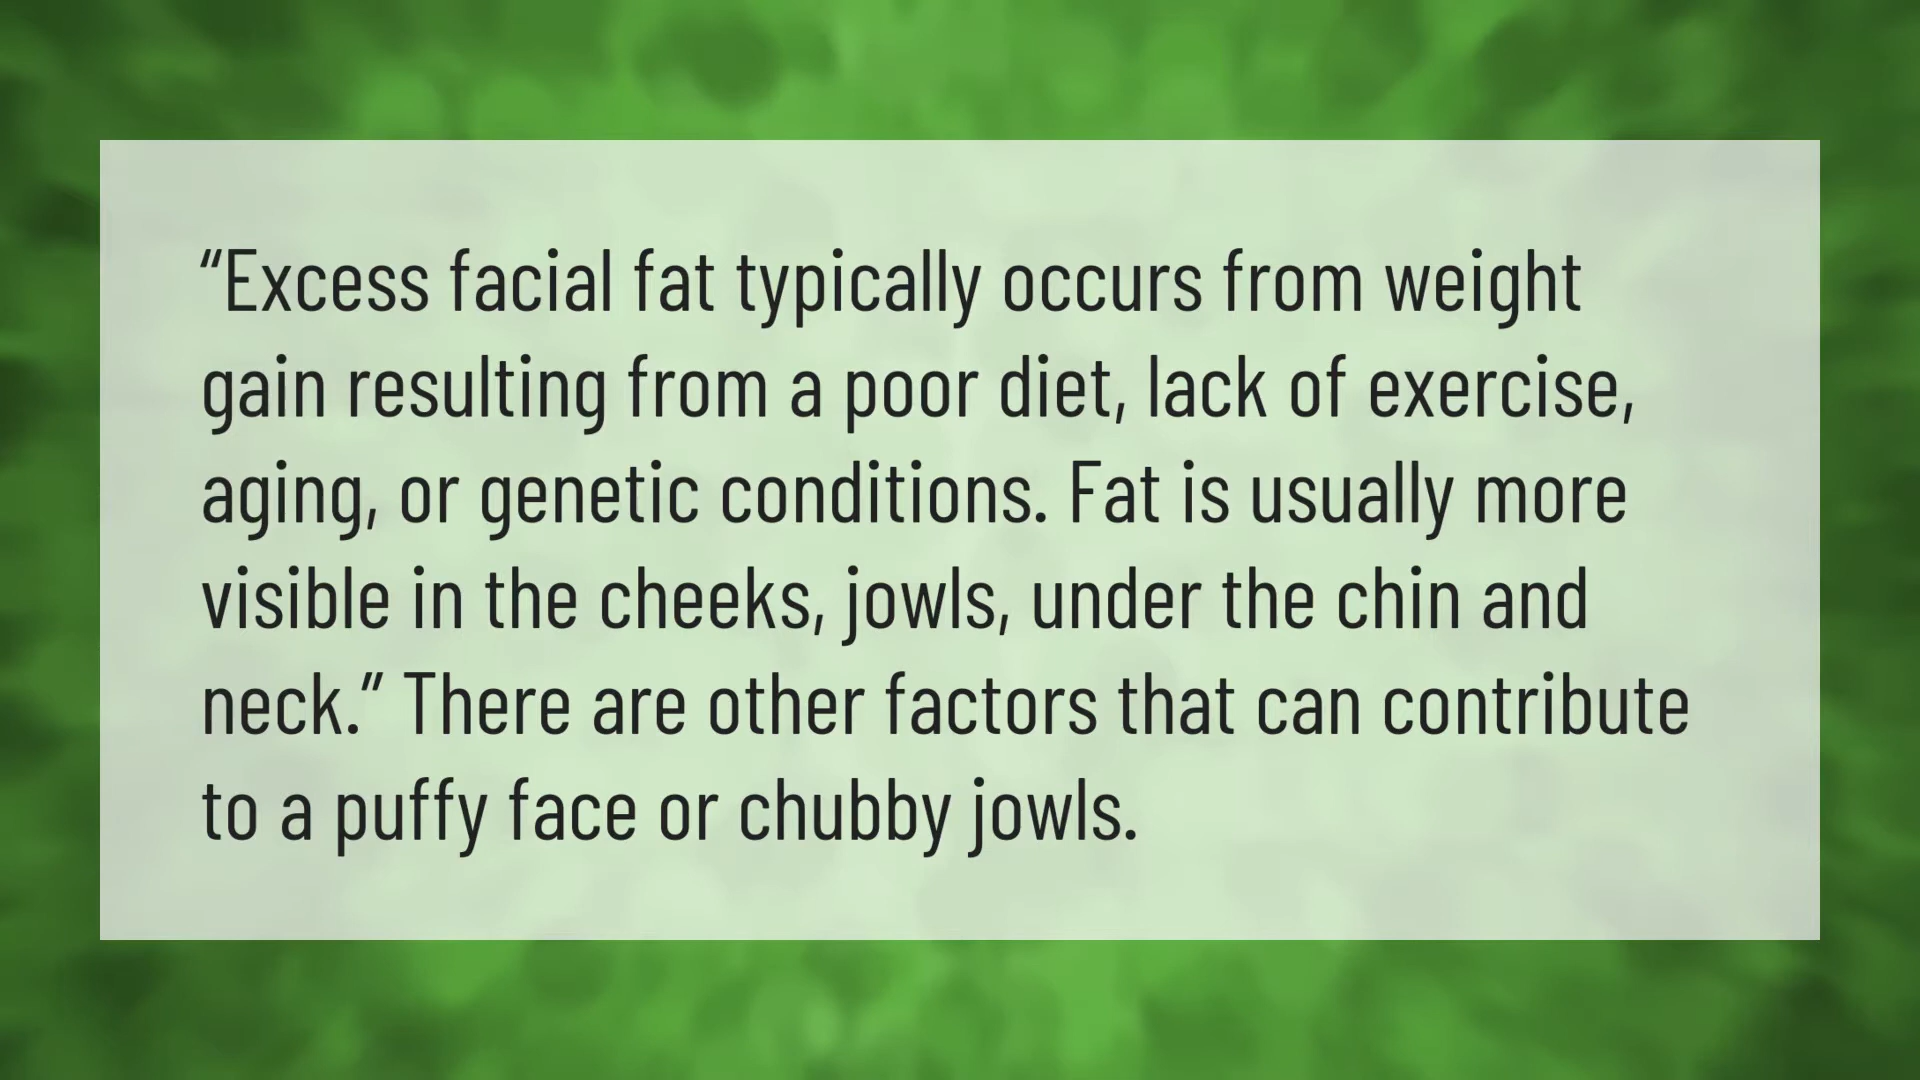 “Excess facial fat typically occurs from weight
gain resulting from a poor diet, lack of exercise,
aging, or genetic conditions. Fat is usually more
visible in the cheeks, jowls, under the chin and
neck.” There are other factors that can contribute
to a puffy face or chubby jowls.